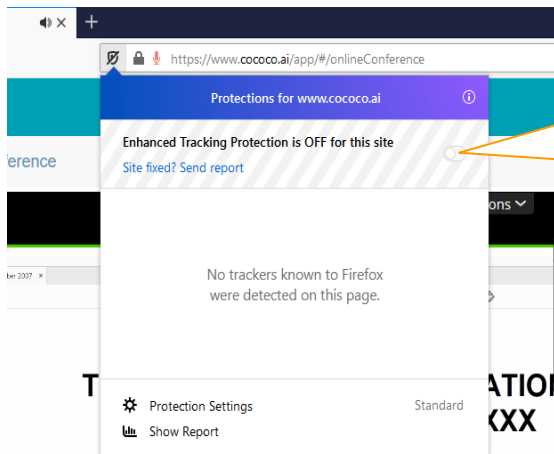 https://www.cococo.ai/app/#/onlineConference
Protections for www.cococo.ai
Enhanced Tracking Protection is OFF for this site
Site fixed? Send report
erence
ons
ber 2007 ×
No trackers known to Firefox
were detected on this page.
T
ATION
XXX
Protection Settings Standard
Show Report